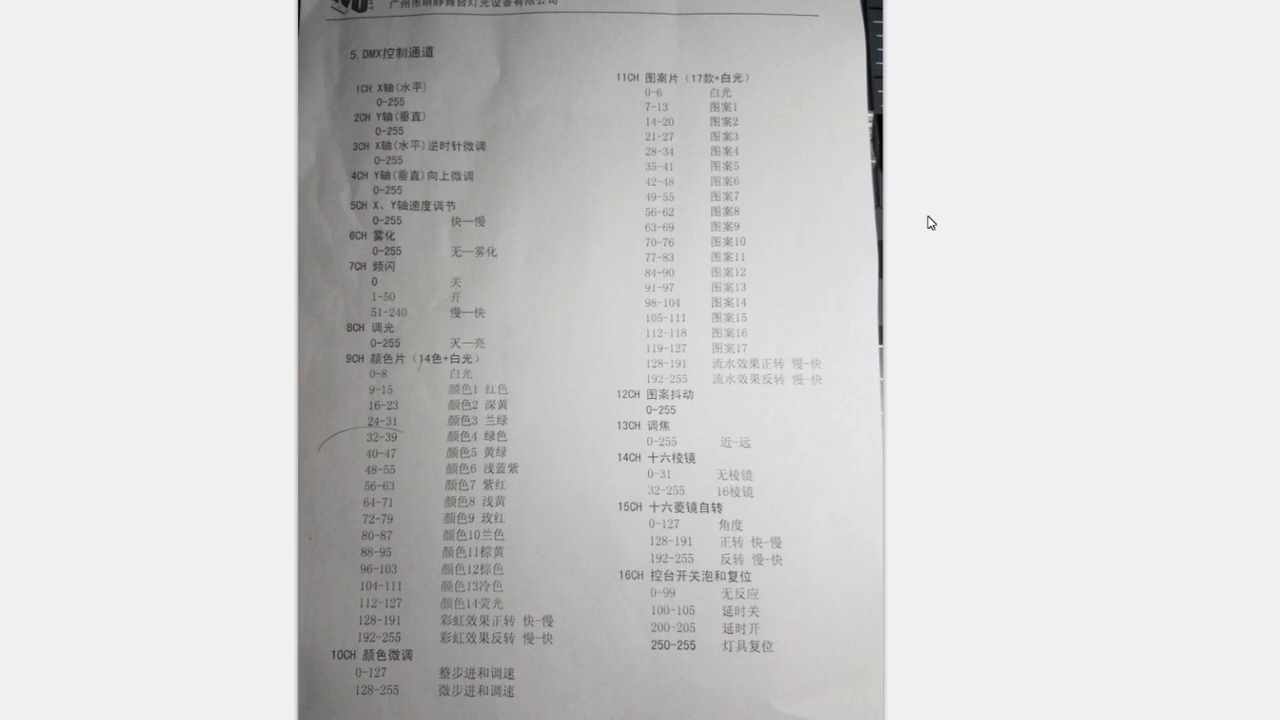 广州市明静舞台灯光设备有限公司
5.DMX控制通道
1CH X轴(水平)
0-255
2CH Y轴(垂直)
0-255
3CH X轴(水平)逆时针微调
0-255
4CH Y轴(垂直)向上微调
0-255
5CH X、Y轴速度调节
0-255 快—慢
6CH 雾化
0-255 无—雾化
7CH 频闪
0 关
1-50 开
51-240 慢—快
8CH 调光
0-255 灭—亮
9CH 颜色片（14色+白光）
0-8 白光
9-15 颜色1 红色
16-23 颜色2 深黄
24-31 颜色3 兰绿
32-39 颜色4 绿色
40-47 颜色5 黄绿
48-55 颜色6 浅蓝紫
56-63 颜色7 紫红
64-71 颜色8 浅黄
72-79 颜色9 玫红
80-87 颜色10兰色
88-95 颜色11棕黄
96-103 颜色12棕色
104-111 颜色13冷色
112-127 颜色14荧光
128-191 彩虹效果正转 快-慢
192-255 彩虹效果反转 慢-快
10CH 颜色微调
0-127 整步进和调速
128-255 微步进和调速
11CH 图案片（17款+白光）
0-6 白光
7-13 图案1
14-20 图案2
21-27 图案3
28-34 图案4
35-41 图案5
42-48 图案6
49-55 图案7
56-62 图案8
63-69 图案9
70-76 图案10
77-83 图案11
84-90 图案12
91-97 图案13
98-104 图案14
105-111 图案15
112-118 图案16
119-127 图案17
128-191 流水效果正转 慢-快
192-255 流水效果反转 慢-快
12CH 图案抖动
0-255
13CH 调焦
0-255 近-远
14CH 十六棱镜
0-31 无棱镜
32-255 16棱镜
15CH 十六菱镜自转
0-127 角度
128-191 正转 快-慢
192-255 反转 慢-快
16CH 控台开关泡和复位
0-99 无反应
100-105 延时关
200-205 延时开
250-255 灯具复位